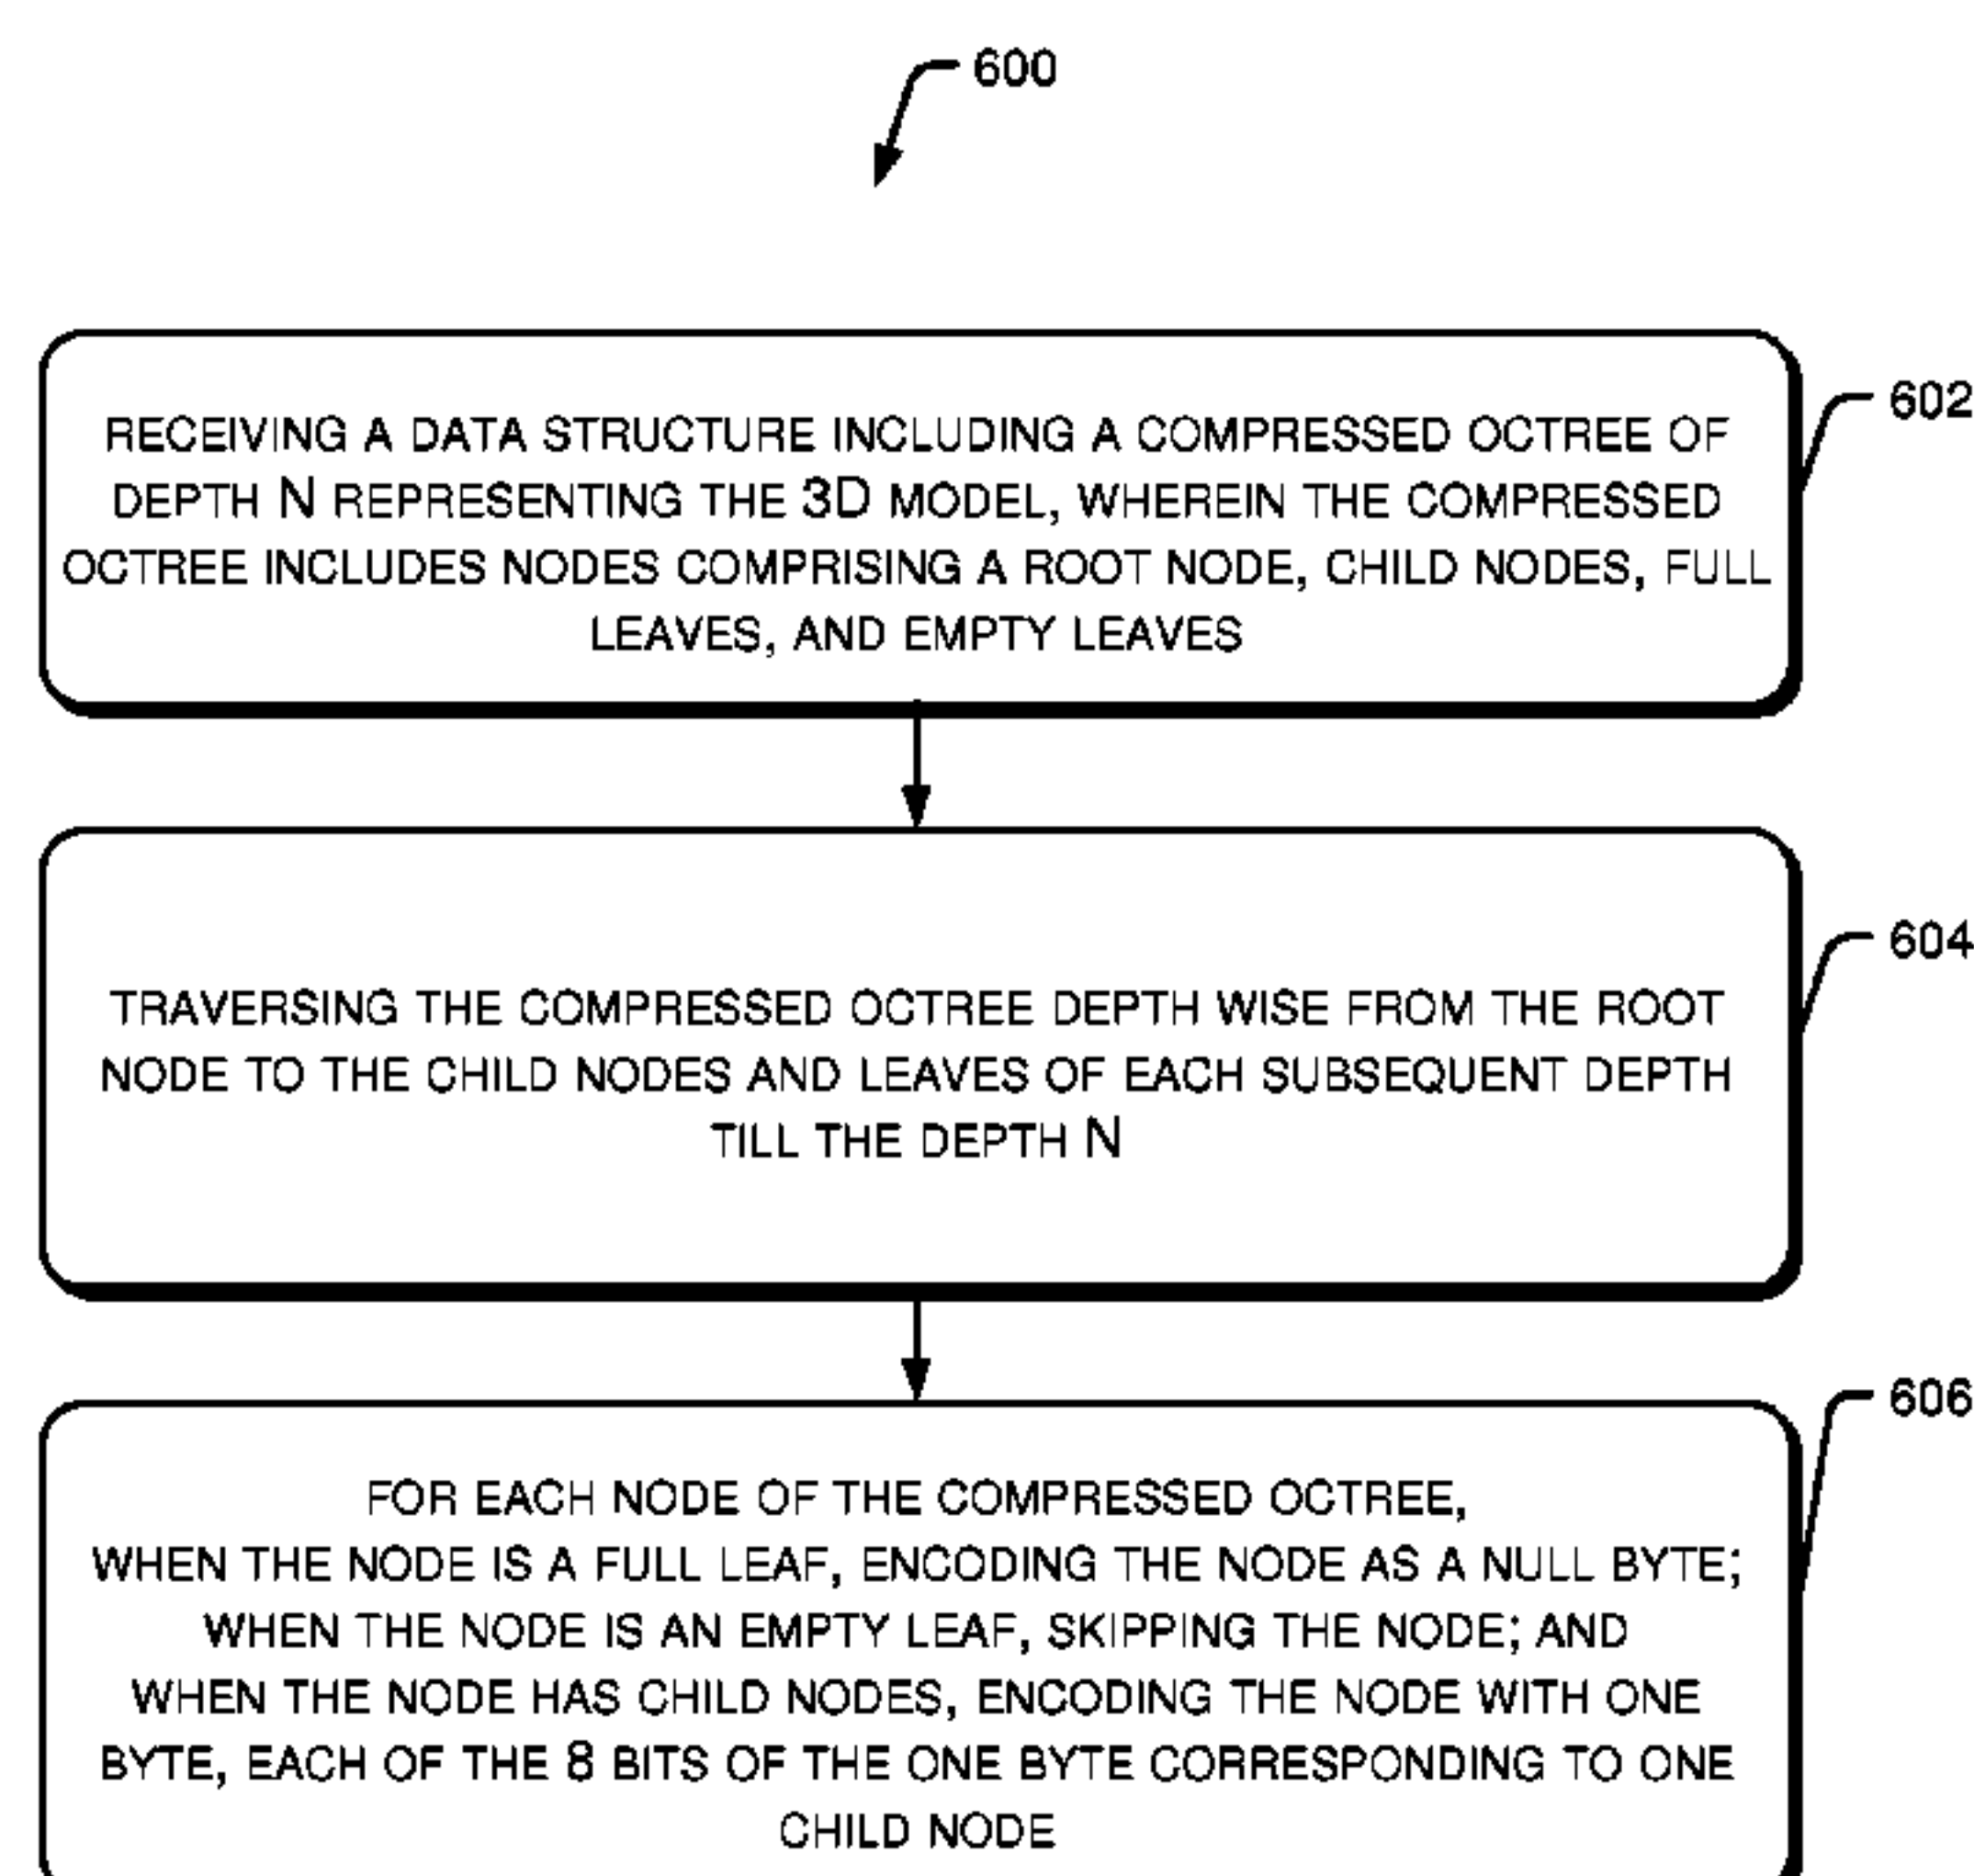 600
602
RECEIVING A DATA STRUCTURE INCLUDING A COMPRESSED OCTREE OF
DEPTH N REPRESENTING THE 3D MODEL, WHEREIN THE COMPRESSED
OCTREE INCLUDES NODES COMPRISING A ROOT NODE, CHILD NODES, FULL
LEAVES, AND EMPTY LEAVES
604
TRAVERSING THE COMPRESSED OCTREE DEPTH WISE FROM THE ROOT
NODE TO THE CHILD NODES AND LEAVES OF EACH SUBSEQUENT DEPTH
TILL THE DEPTH N
606
FOR EACH NODE OF THE COMPRESSED OCTREE,
WHEN THE NODE IS A FULL LEAF, ENCODING THE NODE AS A NULL BYTE;
WHEN THE NODE IS AN EMPTY LEAF, SKIPPING THE NODE; AND
WHEN THE NODE HAS CHILD NODES, ENCODING THE NODE WITH ONE
BYTE, EACH OF THE 8 BITS OF THE ONE BYTE CORRESPONDING TO ONE
CHILD NODE